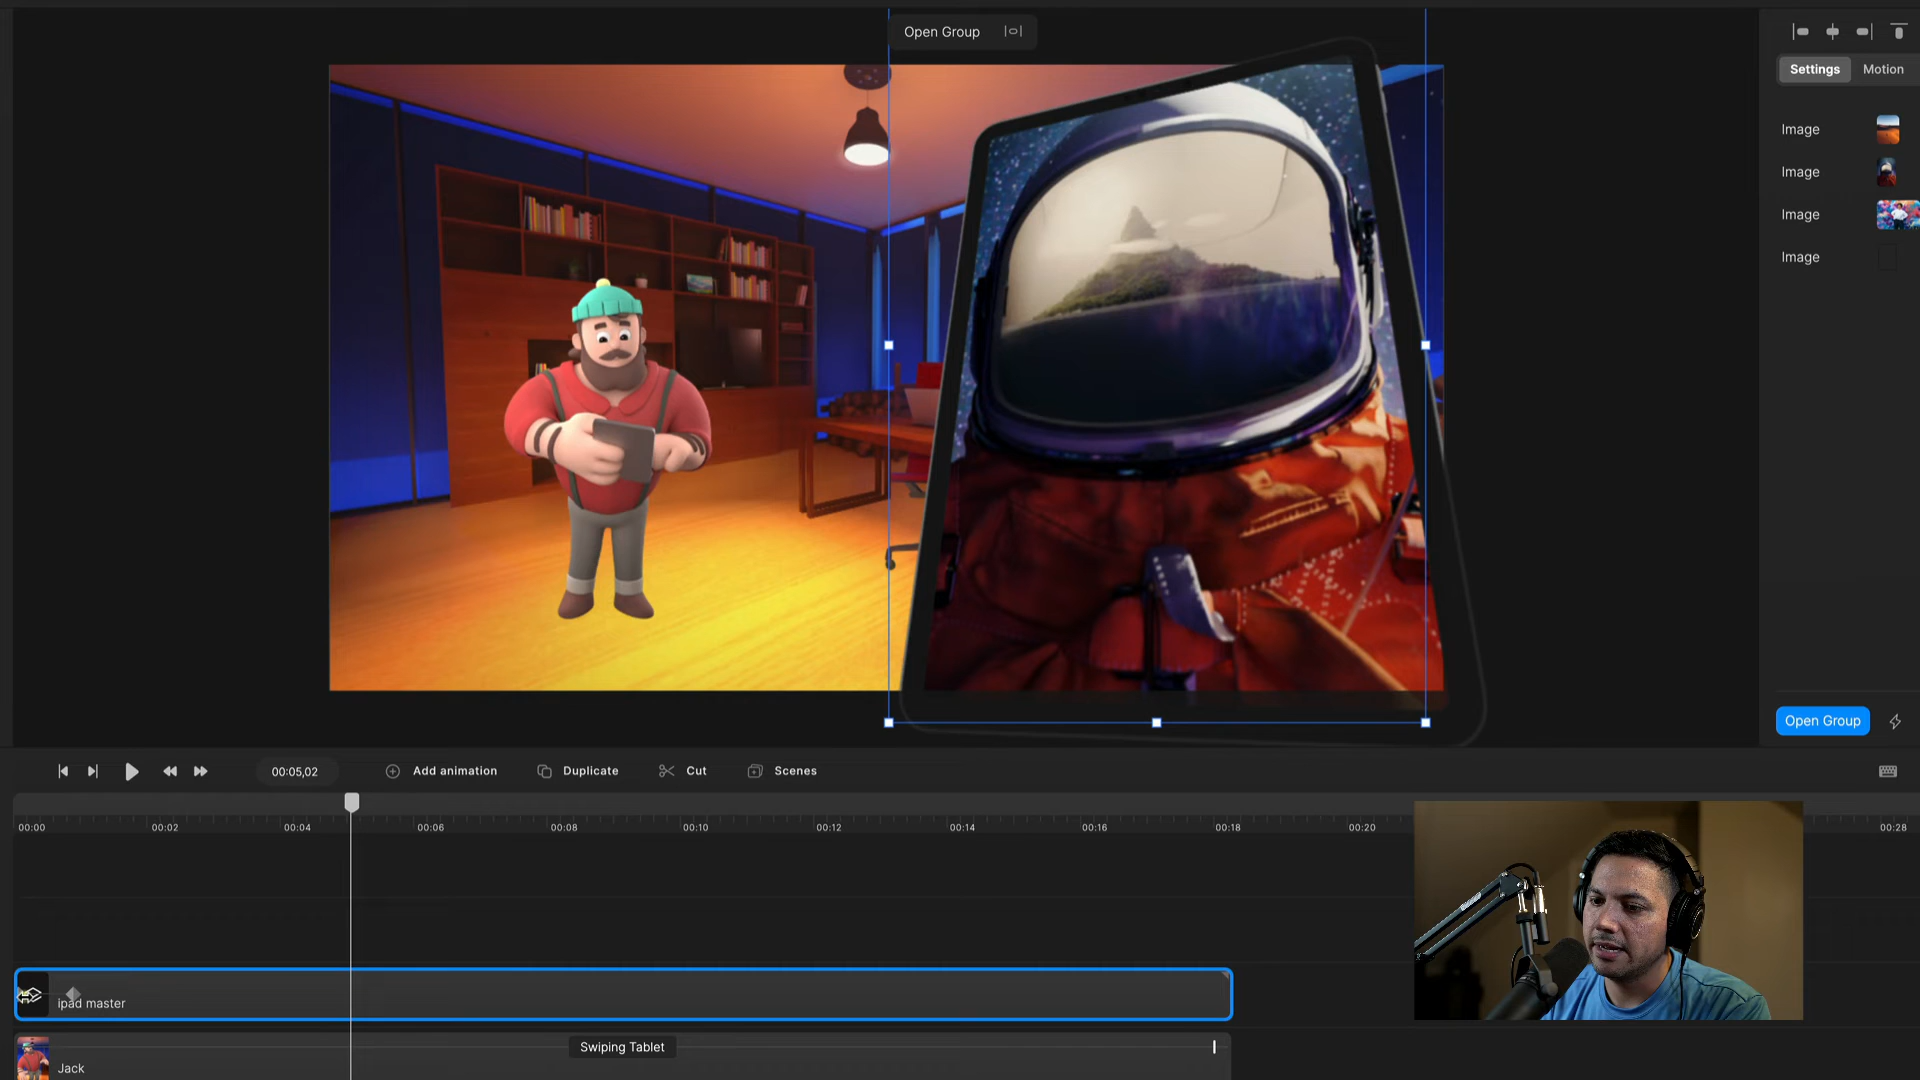 Open Group
Settings Motion
Image
Image
Image
Image
Open Group
00:05,02
Add animation
Duplicate
Cut
Scenes
00:00 00:02 00:04 00:06 00:08 00:10 00:12 00:14 00:16 00:18 00:20 00:28
ipad master
Swiping Tablet
Jack